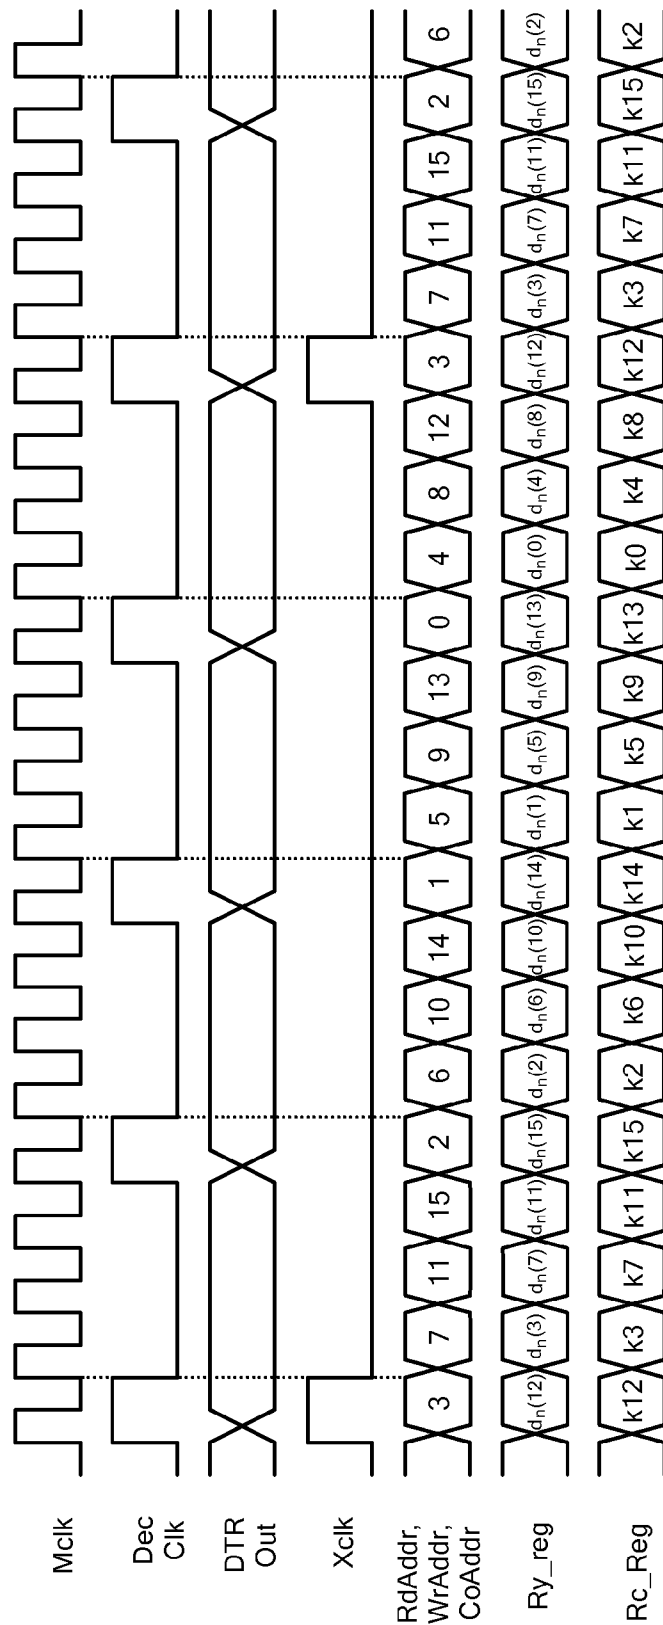 Mclk
Dec
Clk
DTR
Out
Xclk
RdAddr,
WrAddr,
CoAddr
3 7 11 15 2 6 10 14 1 5 9 13 0 4 8 12 3 7 11 15 2 6
Ry_reg
dn(12) dn(3) dn(7) dn(11) dn(15) dn(2) dn(6) dn(10) dn(14) dn(1) dn(5) dn(9) dn(13) dn(0) dn(4) dn(8) dn(12) dn(3) dn(7) dn(11) dn(15) dn(2)
Rc_Reg
k12 k3 k7 k11 k15 k2 k6 k10 k14 k1 k5 k9 k13 k0 k4 k8 k12 k3 k7 k11 k15 k2